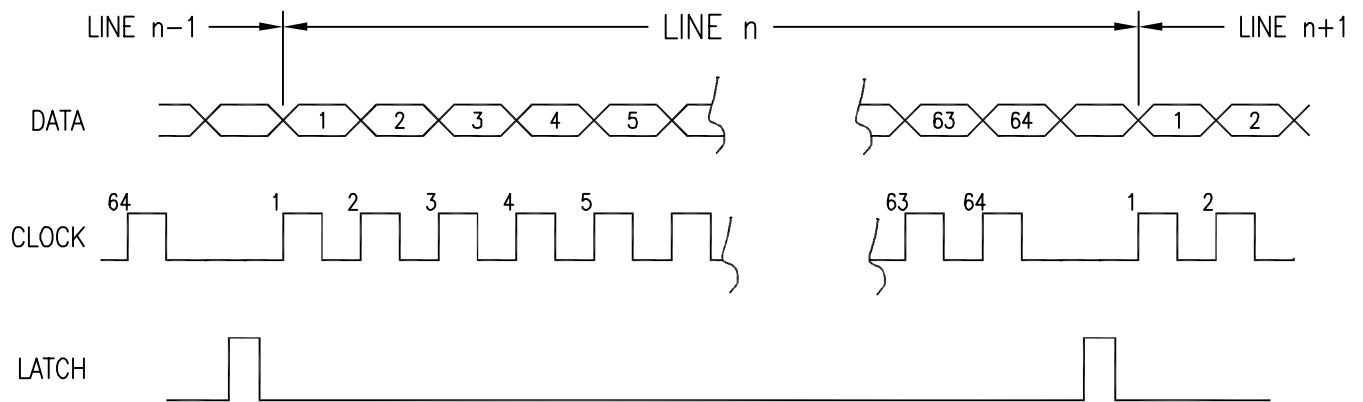 LINE n-1 LINE n LINE n+1
DATA 1 2 3 4 5 63 64 1 2
64 1 2 3 4 5 63 64 1 2
CLOCK
LATCH